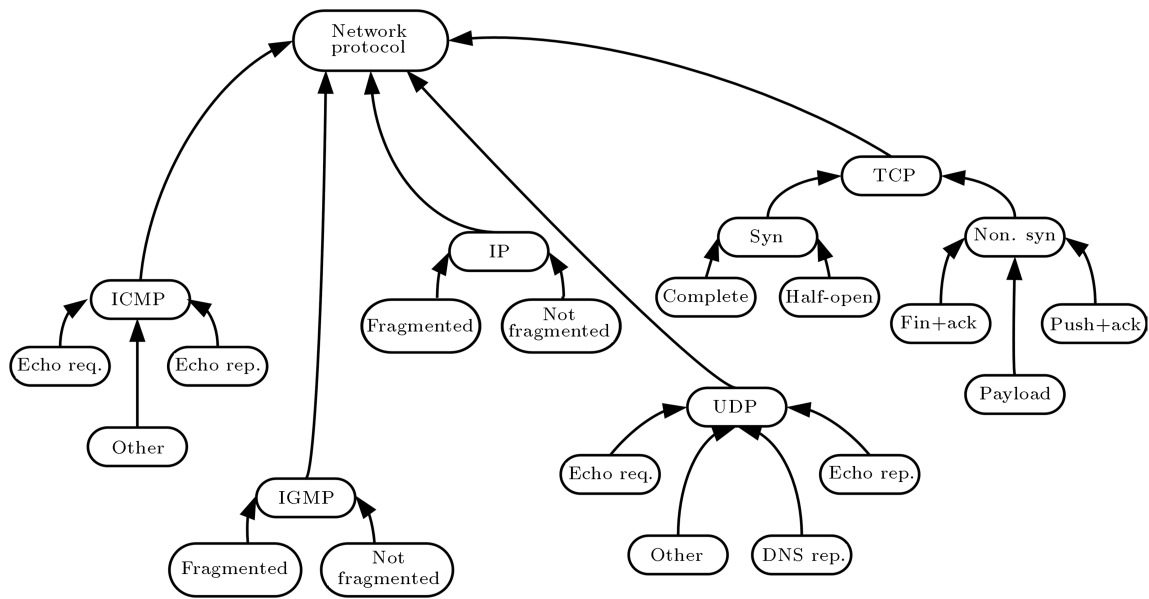 Network
protocol
TCP
Syn
Non. syn
IP
Complete
Half-open
ICMP
Fragmented
Not
fragmented
Fin+ack
Push+ack
Echo req.
Echo rep.
Payload
UDP
Other
Echo req.
Echo rep.
IGMP
Other
DNS rep.
Fragmented
Not
fragmented